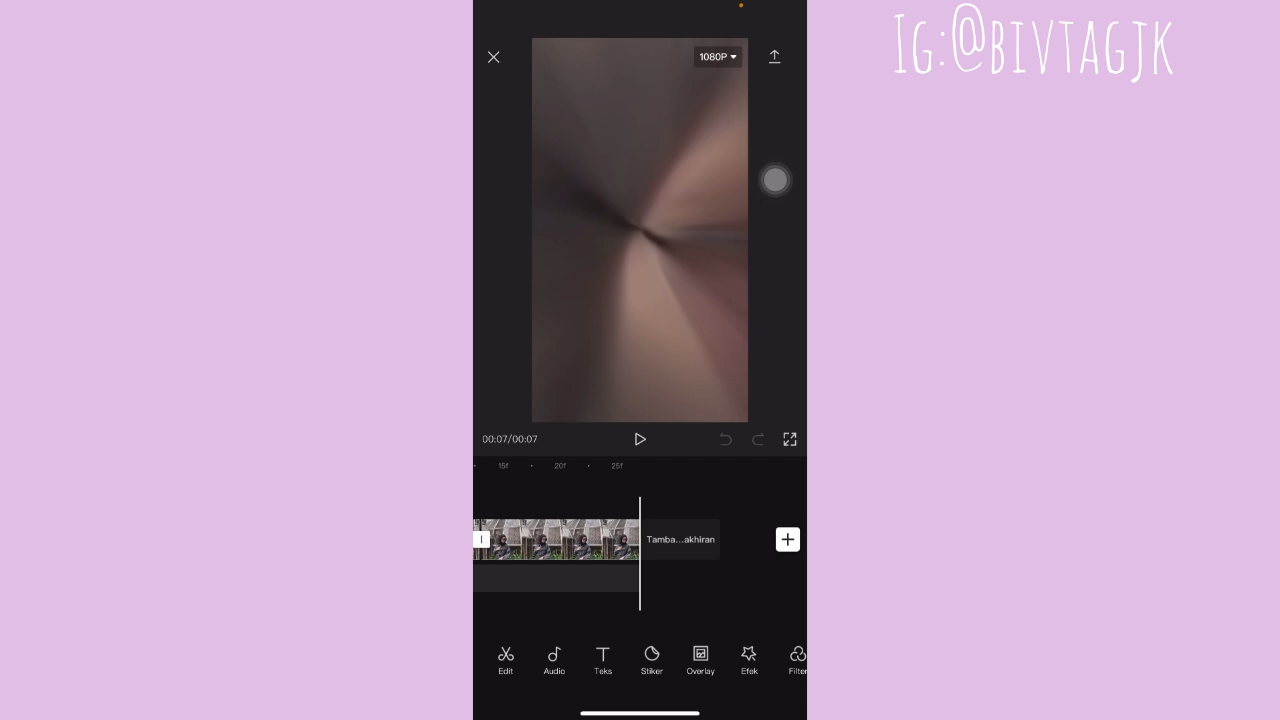 Ig:@bivtagjk
1080P
00:07/00:07
15f 20f 25f
Tamba...akhiran
Edit Audio Teks Stiker Overlay Efek Filter